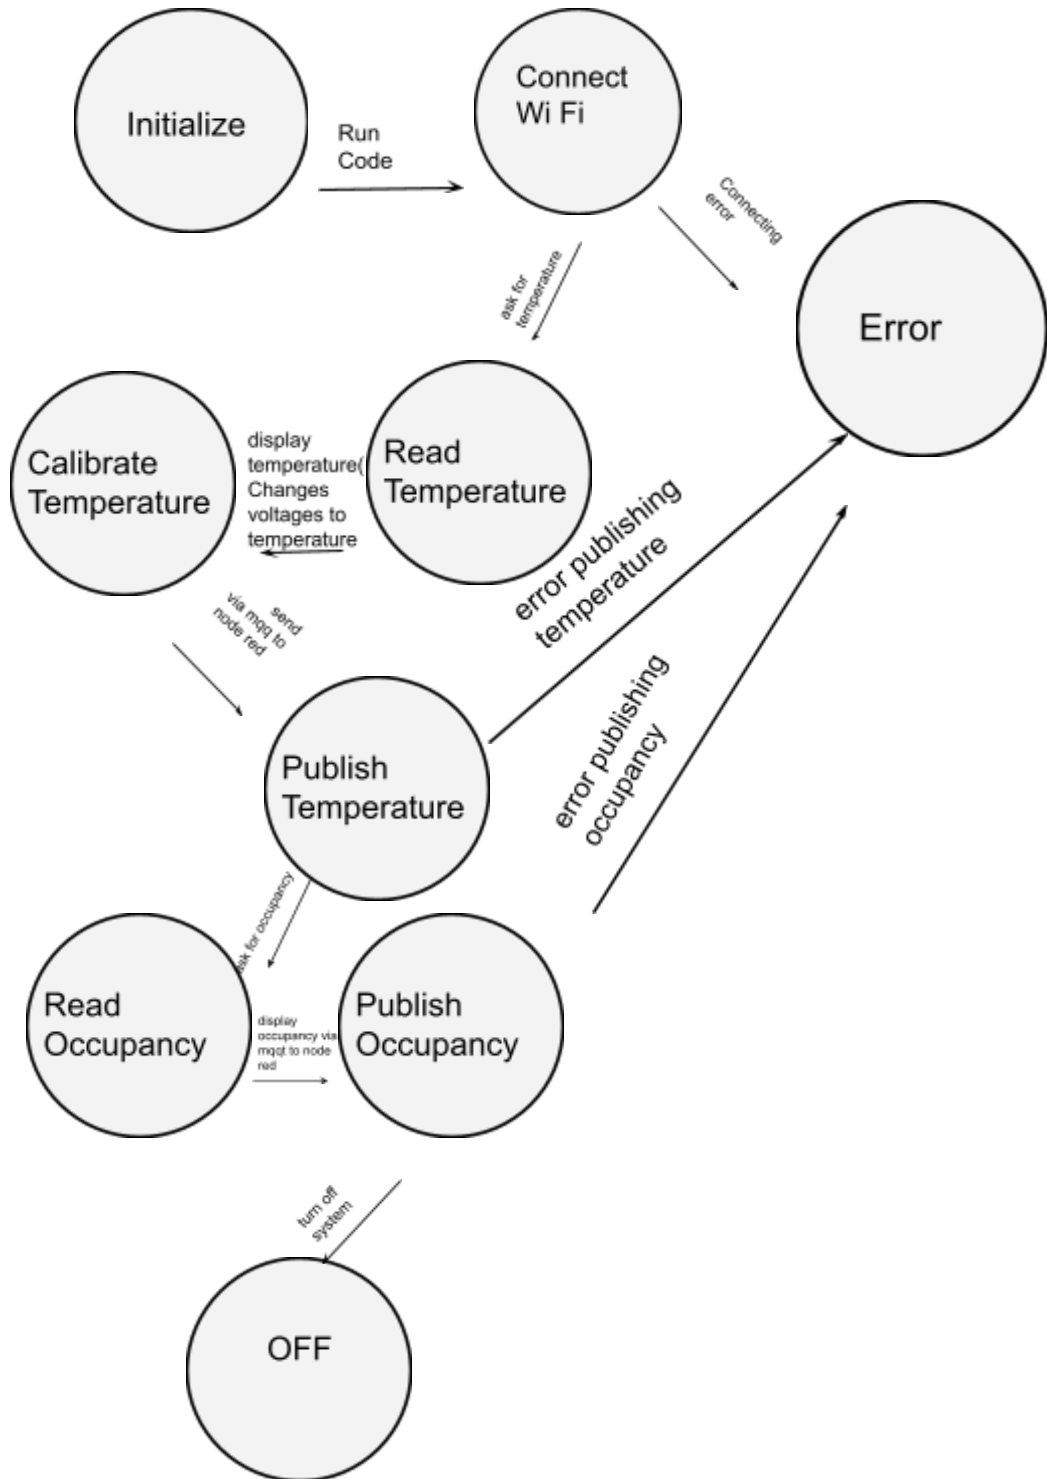 Initialize
Run
Code
Connect
Wi Fi
Connecting
error
Error
ask for
temperature
Read
Temperature
display
temperature(
Changes
voltages to
temperature
Calibrate
Temperature
send
via mqq to
node red
Publish
Temperature
error publishing
temperature
error publishing
occupancy
ask for occupancy
Read
Occupancy
display
occupancy via
mqqt to node
red
Publish
Occupancy
turn off
system
OFF